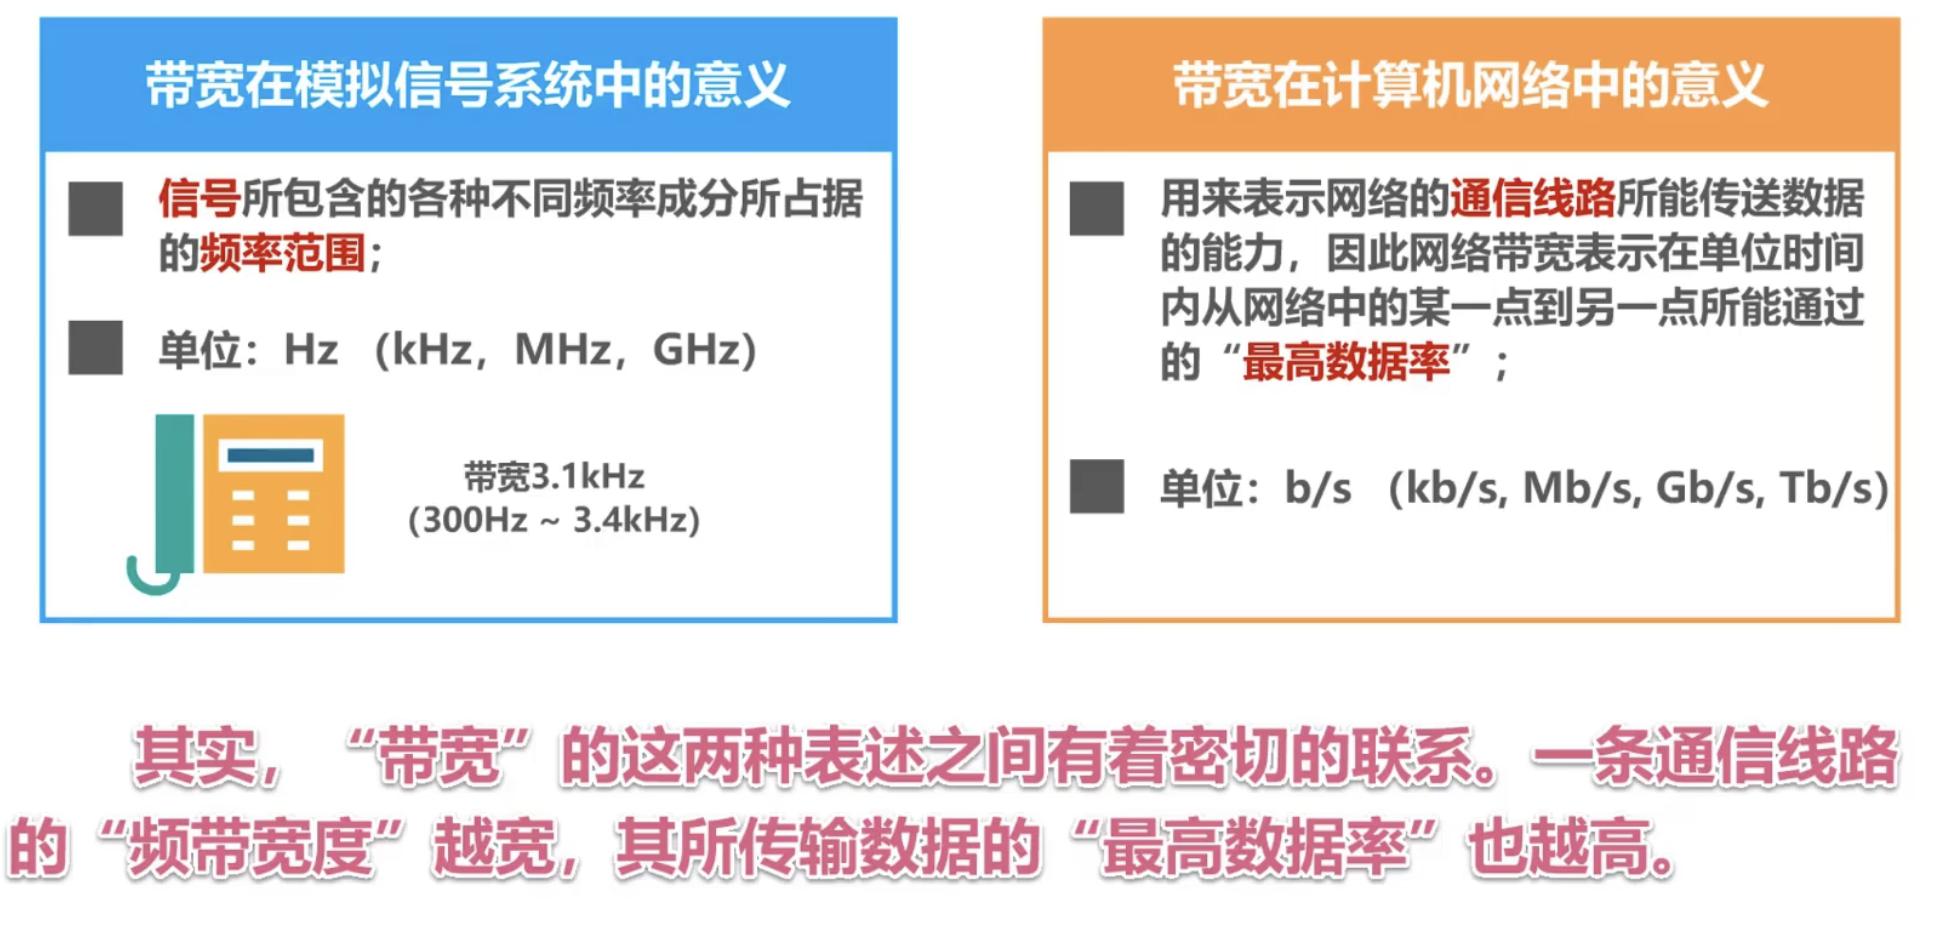 带宽在模拟信号系统中的意义
信号所包含的各种不同频率成分所占据
的频率范围；
单位：Hz （kHz，MHz，GHz）
带宽3.1kHz
(300Hz ~ 3.4kHz)
带宽在计算机网络中的意义
用来表示网络的通信线路所能传送数据
的能力，因此网络带宽表示在单位时间
内从网络中的某一点到另一点所能通过
的“最高数据率”；
单位：b/s （kb/s, Mb/s, Gb/s, Tb/s）
其实，“带宽”的这两种表述之间有着密切的联系。一条通信线路
的“频带宽度”越宽，其所传输数据的“最高数据率”也越高。